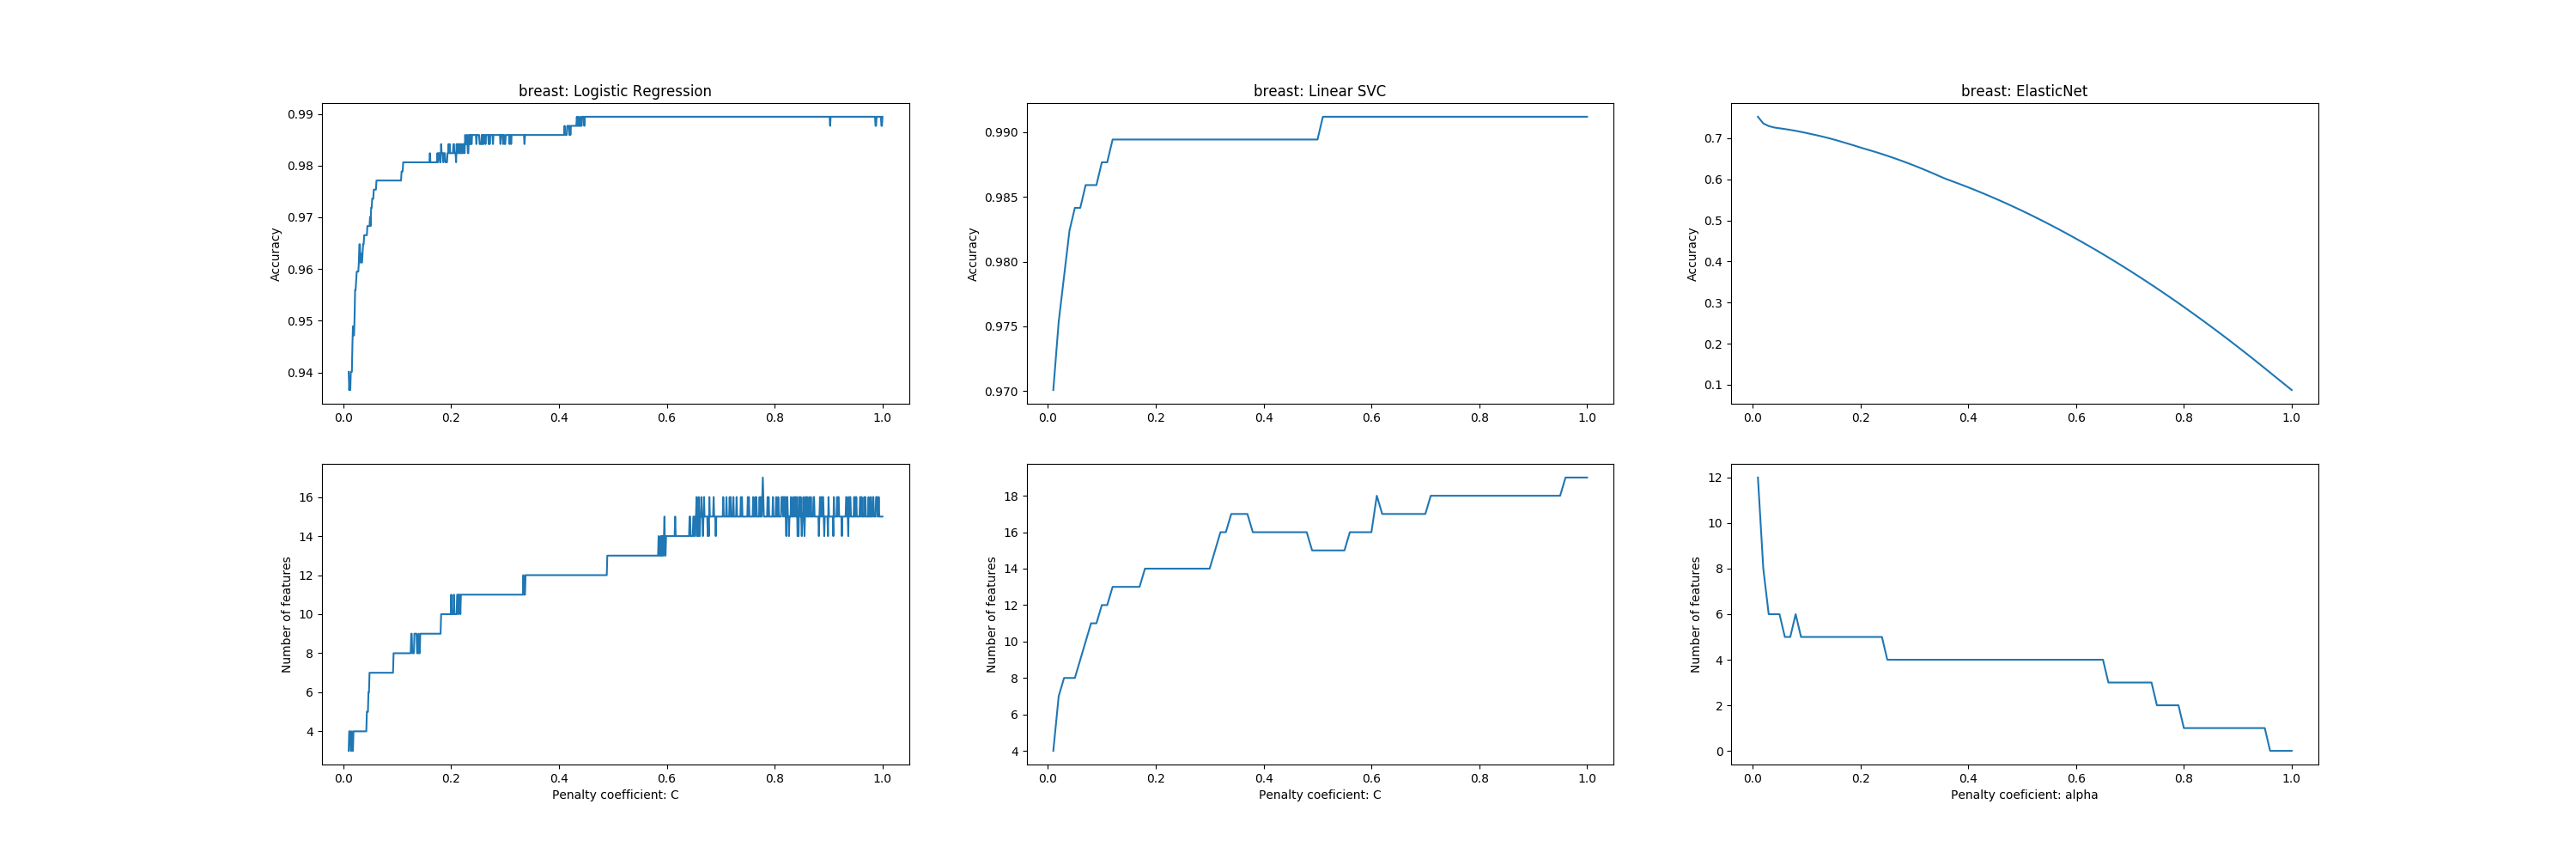 breast: Logistic Regression
0.99
0.98
0.97
0.96
0.95
0.94
Accuracy
0.0 0.2 0.4 0.6 0.8 1.0
breast: Linear SVC
0.990
0.985
0.980
0.975
0.970
Accuracy
0.0 0.2 0.4 0.6 0.8 1.0
breast: ElasticNet
0.7
0.6
0.5
0.4
0.3
0.2
0.1
Accuracy
0.0 0.2 0.4 0.6 0.8 1.0
16
14
12
10
8
6
4
Number of features
0.0 0.2 0.4 0.6 0.8 1.0
Penalty coefficient: C
18
16
14
12
10
8
6
4
Number of features
0.0 0.2 0.4 0.6 0.8 1.0
Penalty coeficient: C
12
10
8
6
4
2
0
Number of features
0.0 0.2 0.4 0.6 0.8 1.0
Penalty coeficient: alpha